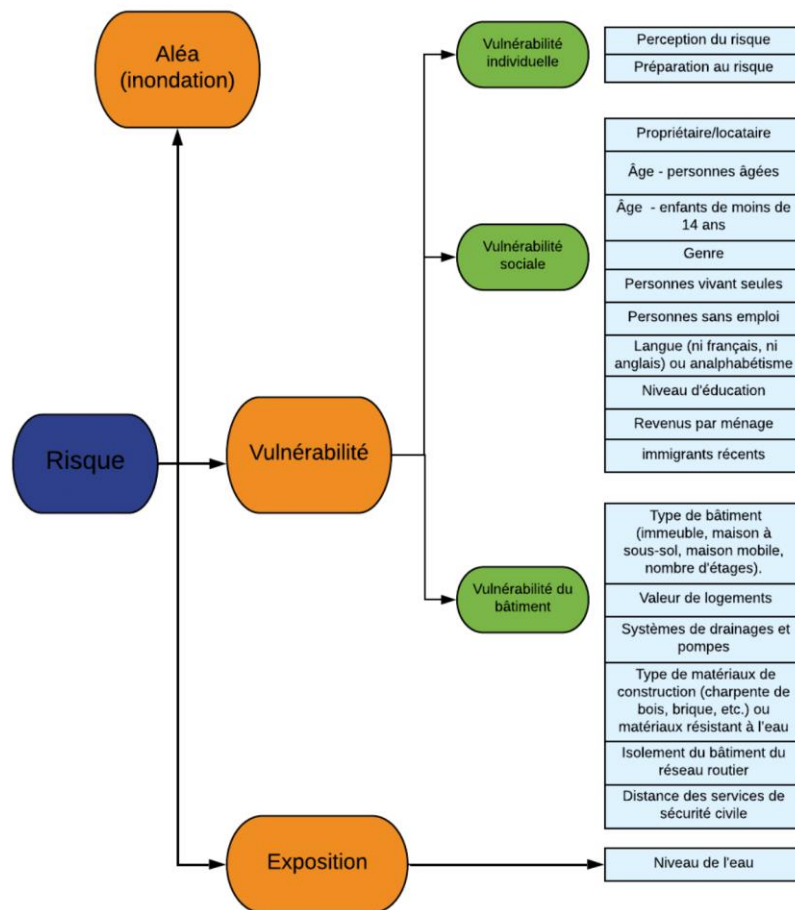 Aléa
(inondation)
Vulnérabilité
individuelle
Perception du risque
Préparation au risque
Propriétaire/locataire
Âge - personnes âgées
Âge - enfants de moins de
14 ans
Vulnérabilité
sociale
Genre
Personnes vivant seules
Personnes sans emploi
Langue (ni français, ni
anglais) ou analphabétisme
Niveau d'éducation
Revenus par ménage
immigrants récents
Risque
Vulnérabilité
Type de bâtiment
(immeuble, maison à
sous-sol, maison mobile,
nombre d'étages).
Vulnérabilité du
bâtiment
Valeur de logements
Systèmes de drainages et
pompes
Type de matériaux de
construction (charpente de
bois, brique, etc.) ou
matériaux résistant à l'eau
Isolement du bâtiment du
réseau routier
Distance des services de
sécurité civile
Exposition
Niveau de l'eau